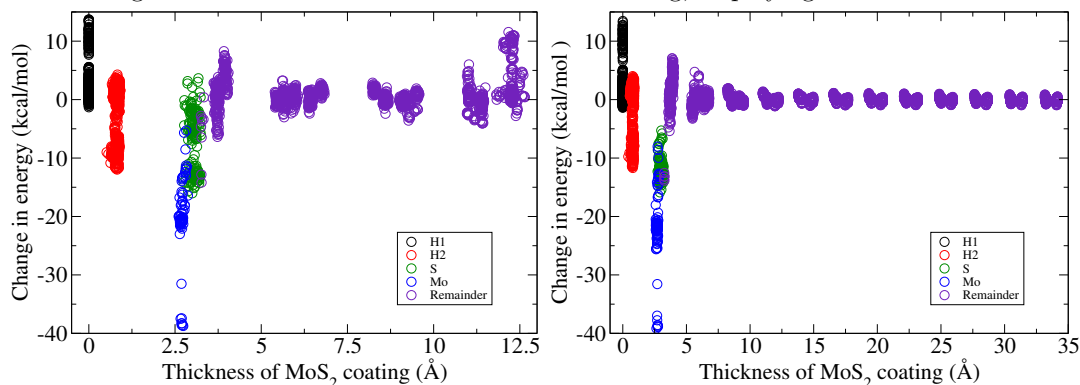 10
0
-10
-20
-30
-40
Change in energy (kcal/mol)
H1
H2
S
Mo
Remainder
0 2.5 5 7.5 10 12.5
Thickness of MoS2 coating (Å)
10
0
-10
-20
-30
-40
Change in energy (kcal/mol )
H1
H2
S
Mo
Remainder
0 5 10 15 20 25 30 35
Thickness of MoS2 coating (Å)